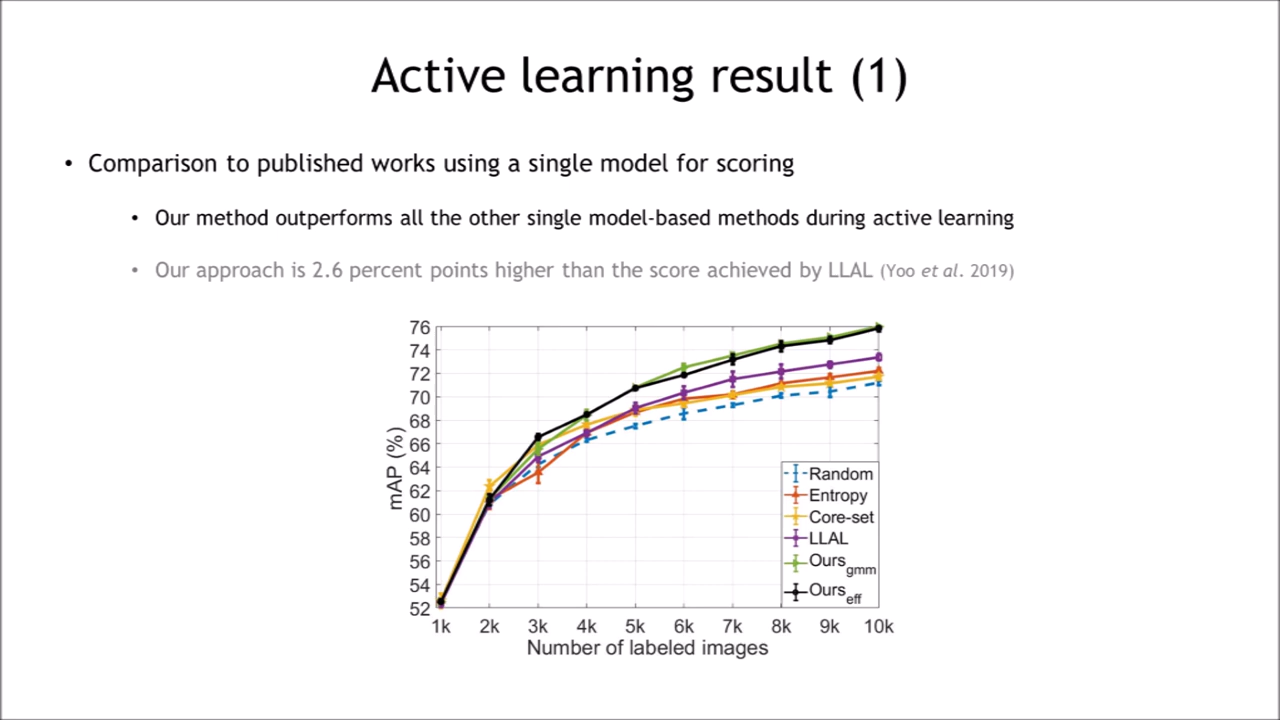 Active learning result (1)
• Comparison to published works using a single model for scoring
• Our method outperforms all the other single model-based methods during active learning
• Our approach is 2.6 percent points higher than the score achieved by LLAL (Yoo et al. 2019)
76
74
72
70
68
66
64
62
60
58
56
54
52
mAP (%)
Random
Entropy
Core-set
LLAL
Ours gmm
Ours eff
1k 2k 3k 4k 5k 6k 7k 8k 9k 10k
Number of labeled images